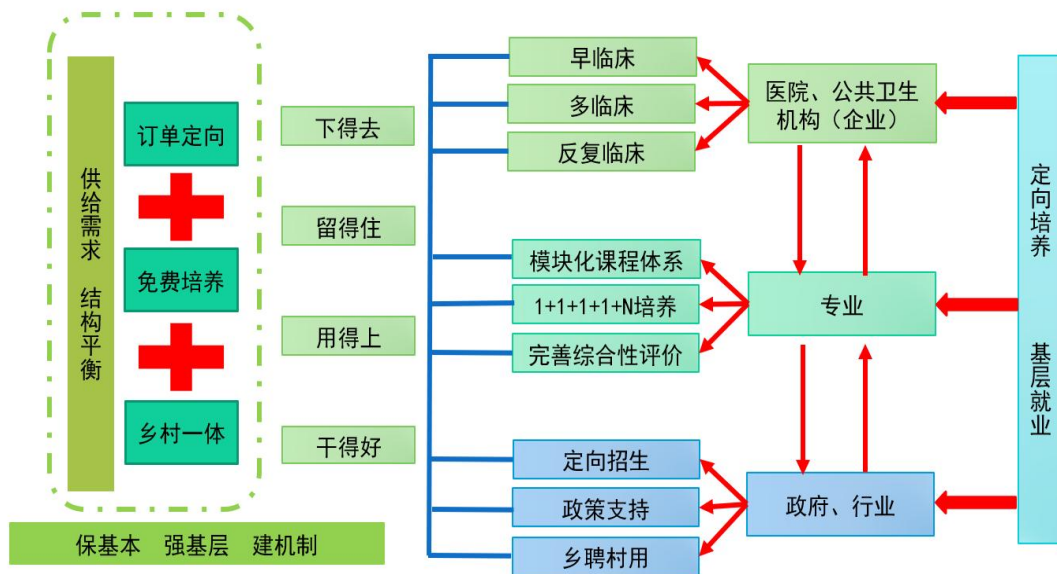 供给需求 结构平衡
订单定向
免费培养
乡村一体
保基本 强基层 建机制
下得去
留得住
用得上
干得好
早临床
多临床
反复临床
模块化课程体系
1+1+1+1+N培养
完善综合性评价
定向招生
政策支持
乡聘村用
医院、公共卫生
机构（企业）
专业
政府、行业
定向培养 基层就业